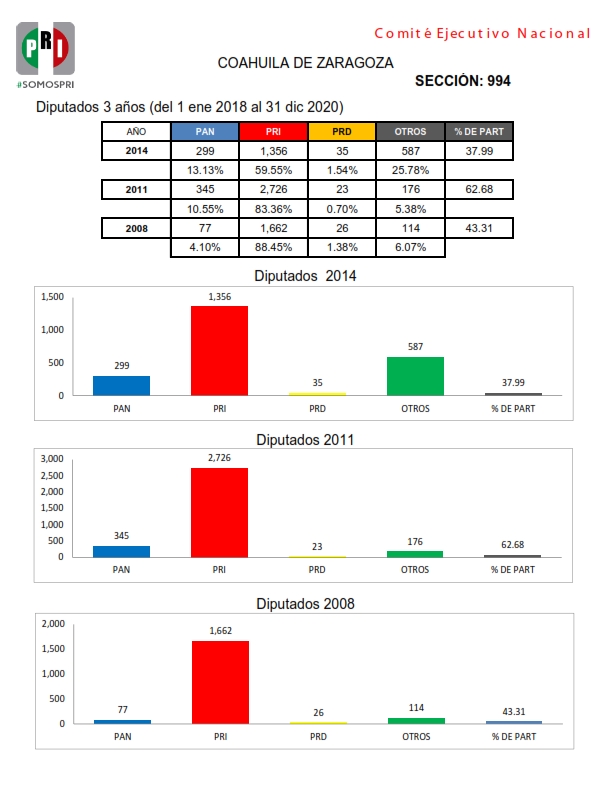 PRI
#SOMOSPRI
Comité Ejecutivo Nacional
COAHUILA DE ZARAGOZA
SECCIÓN: 994
Diputados 3 años (del 1 ene 2018 al 31 dic 2020)
AÑO PAN PRI PRD OTROS % DE PART
2014 299 1,356 35 587 37.99
13.13% 59.55% 1.54% 25.78%
2011 345 2,726 23 176 62.68
10.55% 83.36% 0.70% 5.38%
2008 77 1,662 26 114 43.31
4.10% 88.45% 1.38% 6.07%
Diputados 2014
1,500
1,000
500
0
299 1,356 35 587 37.99
PAN PRI PRD OTROS % DE PART
Diputados 2011
3,000
2,500
2,000
1,500
1,000
500
0
345 2,726 23 176 62.68
PAN PRI PRD OTROS % DE PART
Diputados 2008
2,000
1,500
1,000
500
0
77 1,662 26 114 43.31
PAN PRI PRD OTROS % DE PART